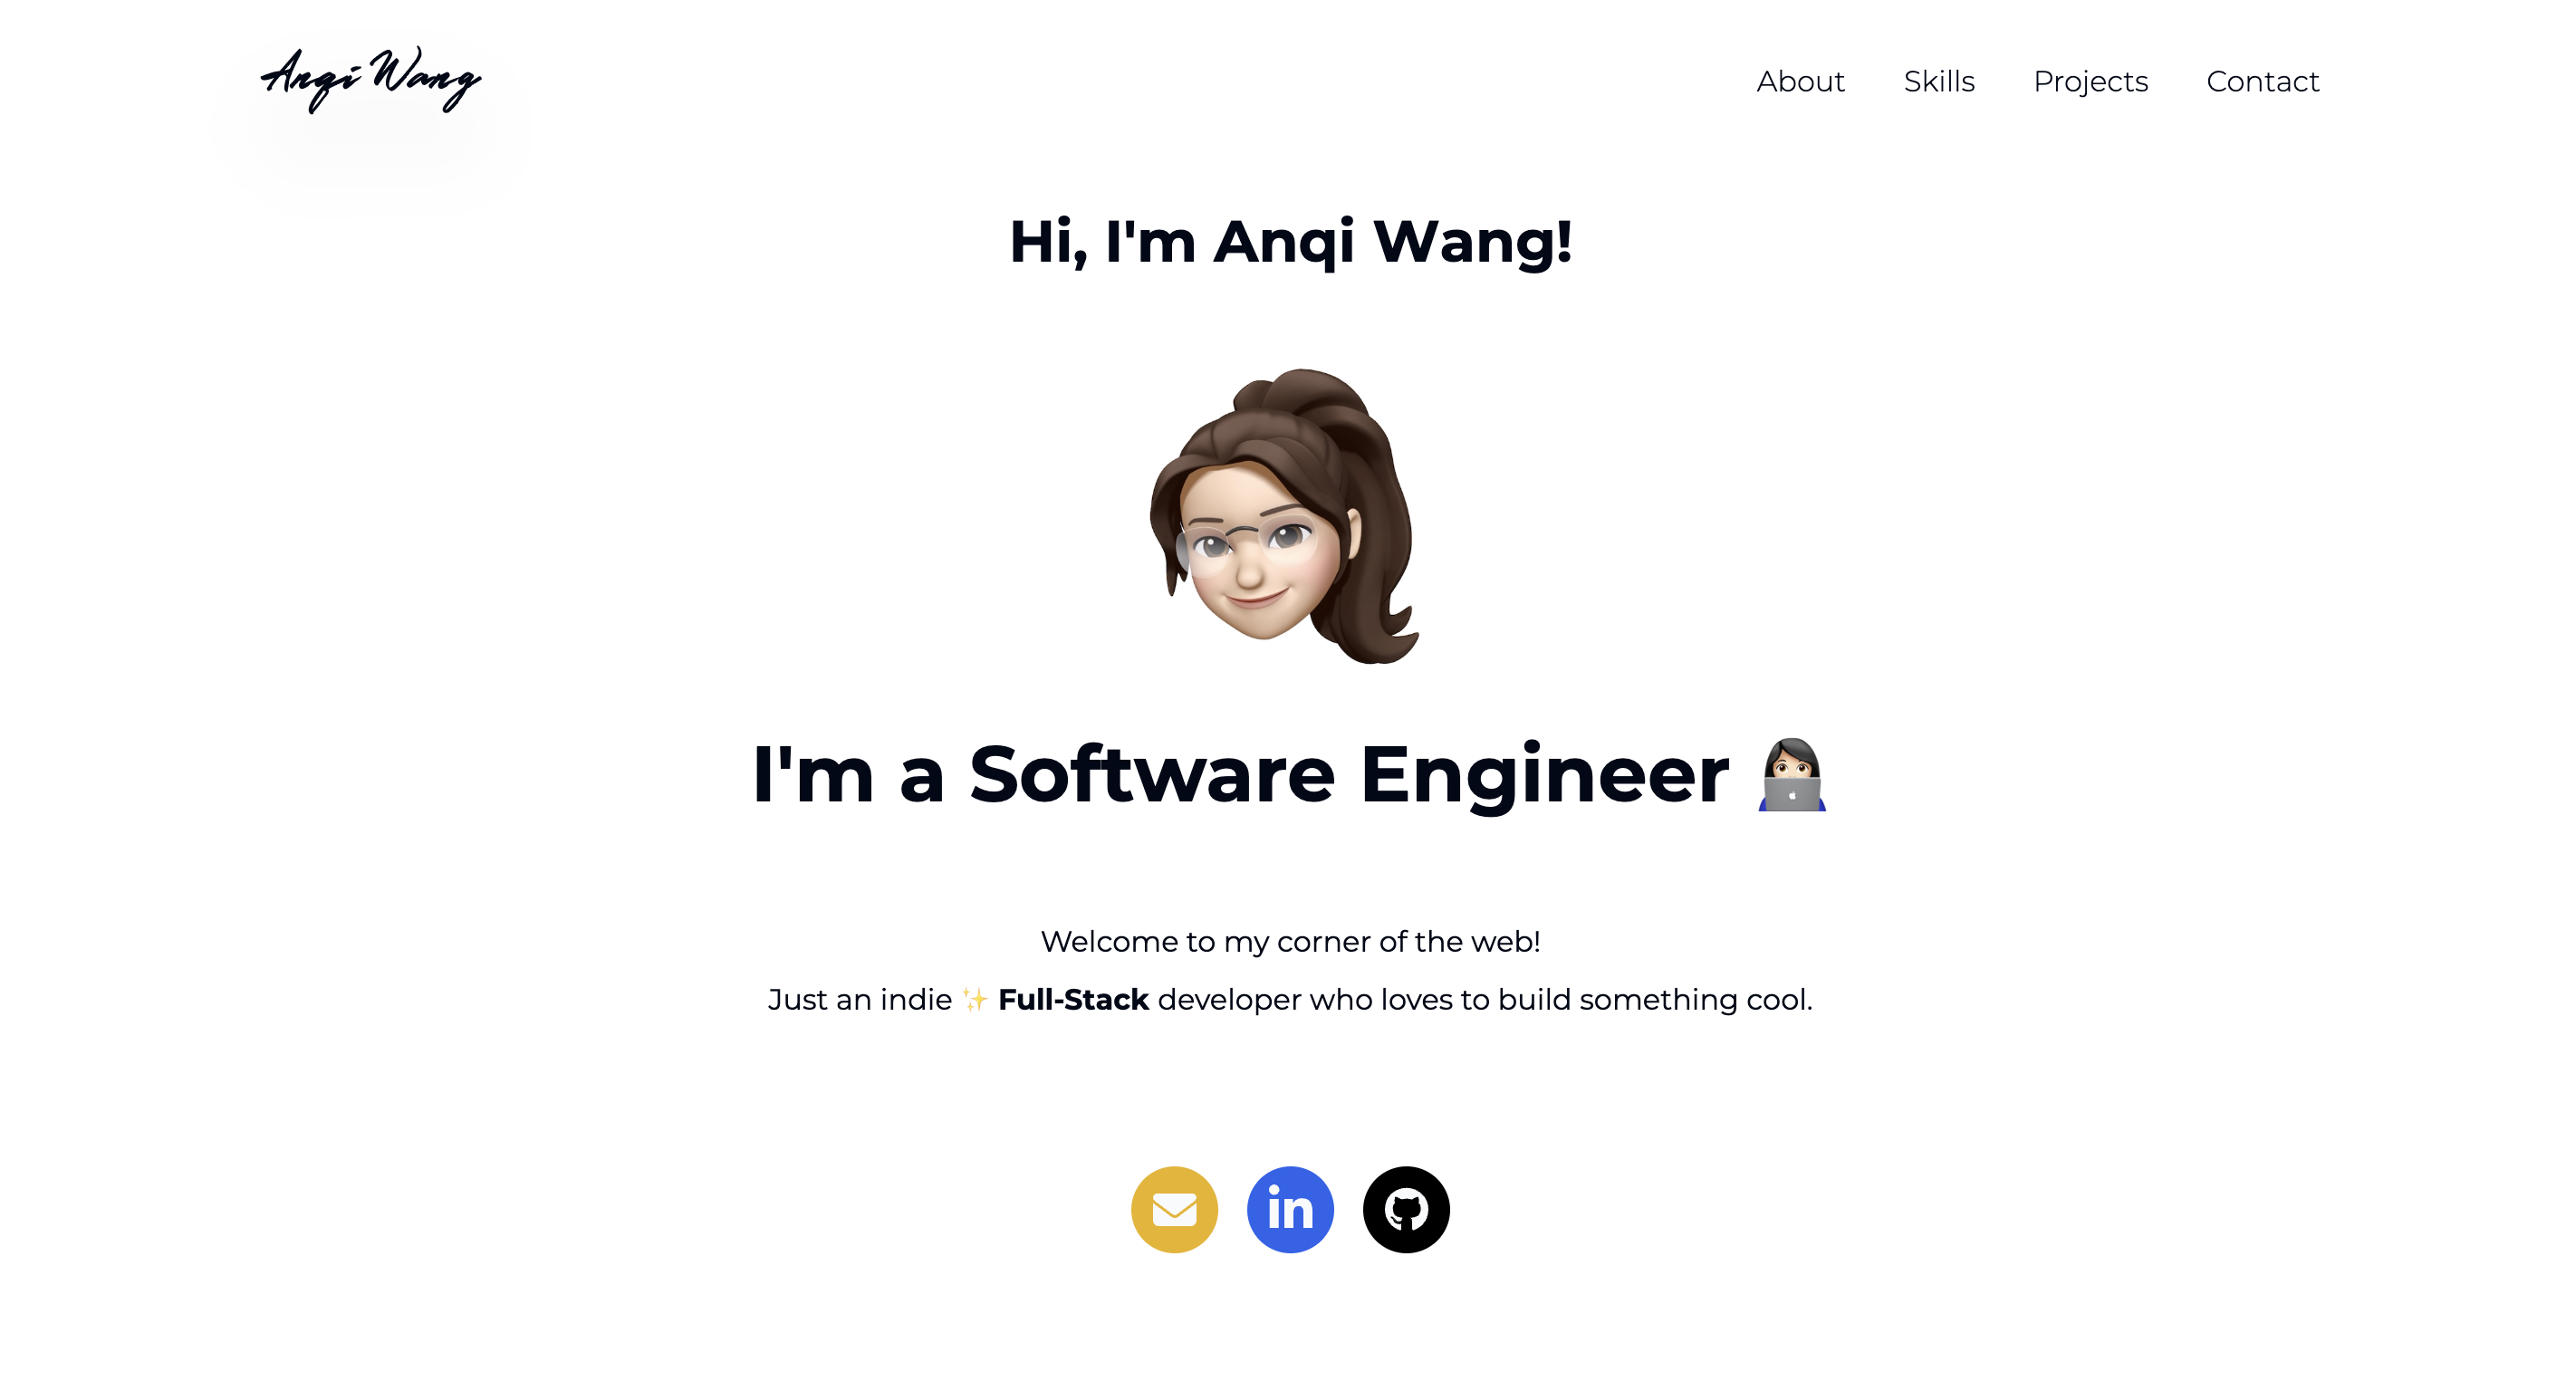 Anqi Wang
About Skills Projects Contact
Hi, I'm Anqi Wang!
I'm a Software Engineer 👩🏻‍💻
Welcome to my corner of the web!
Just an indie ✨ Full-Stack developer who loves to build something cool.
in